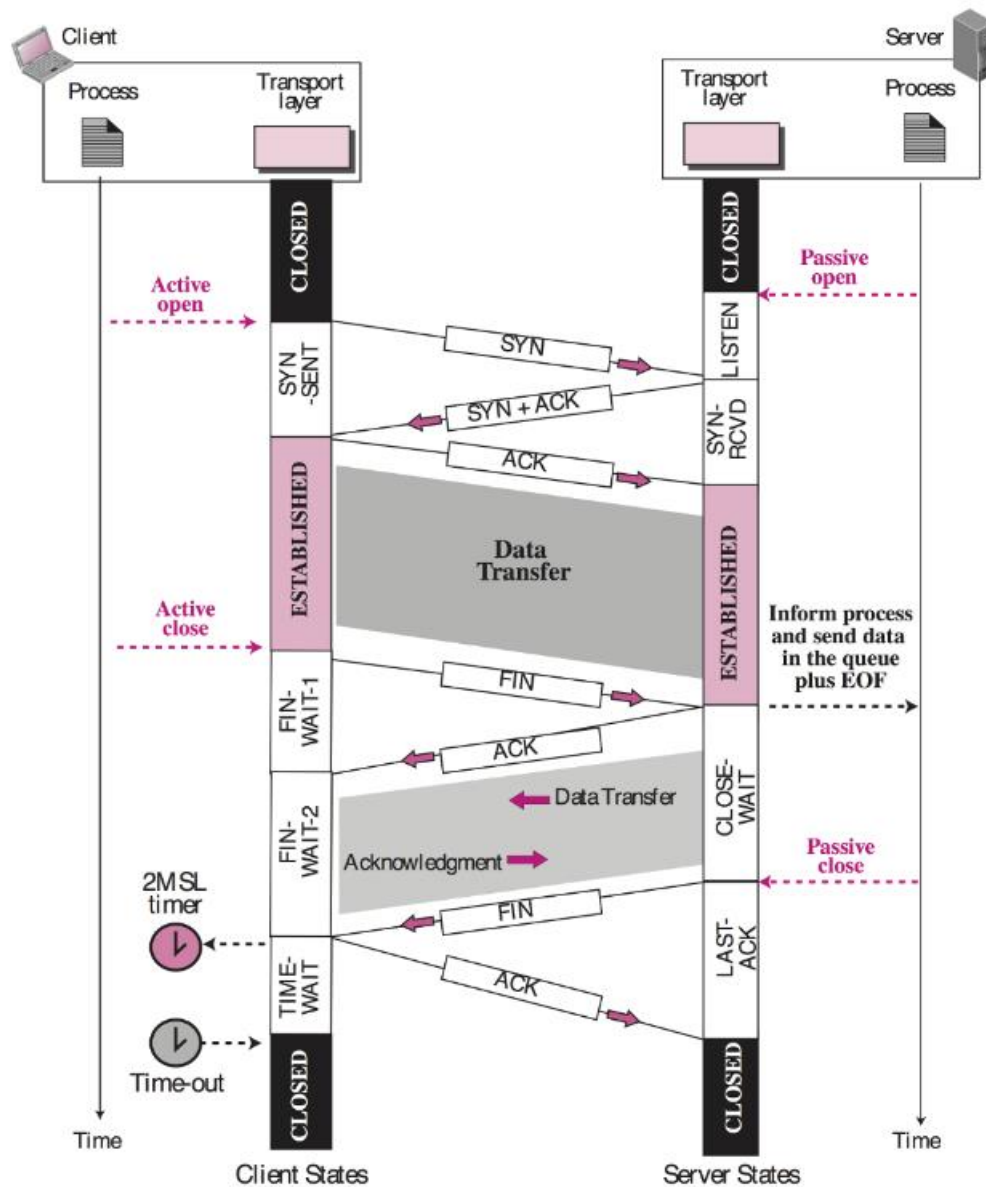 Client
Server
Process
Transport
layer
Transport
layer
Process
CLOSED
CLOSED
Passive
open
Active
open
LISTEN
SYN
SYN
-SENT
SYN + ACK
SYN-
RCVD
ACK
ESTABLISHED
Data
Transfer
ESTABLISHED
Active
close
Inform process
and send data
in the queue
plus EOF
FIN
FIN-
WAIT-1
ACK
CLOSE-
WAIT
Data Transfer
FIN-
WAIT-2
Acknowledgment
Passive
close
2MSL
timer
FIN
LAST-
ACK
TIME-
WAIT
ACK
Time-out
CLOSED
CLOSED
Time
Time
Client States
Server States